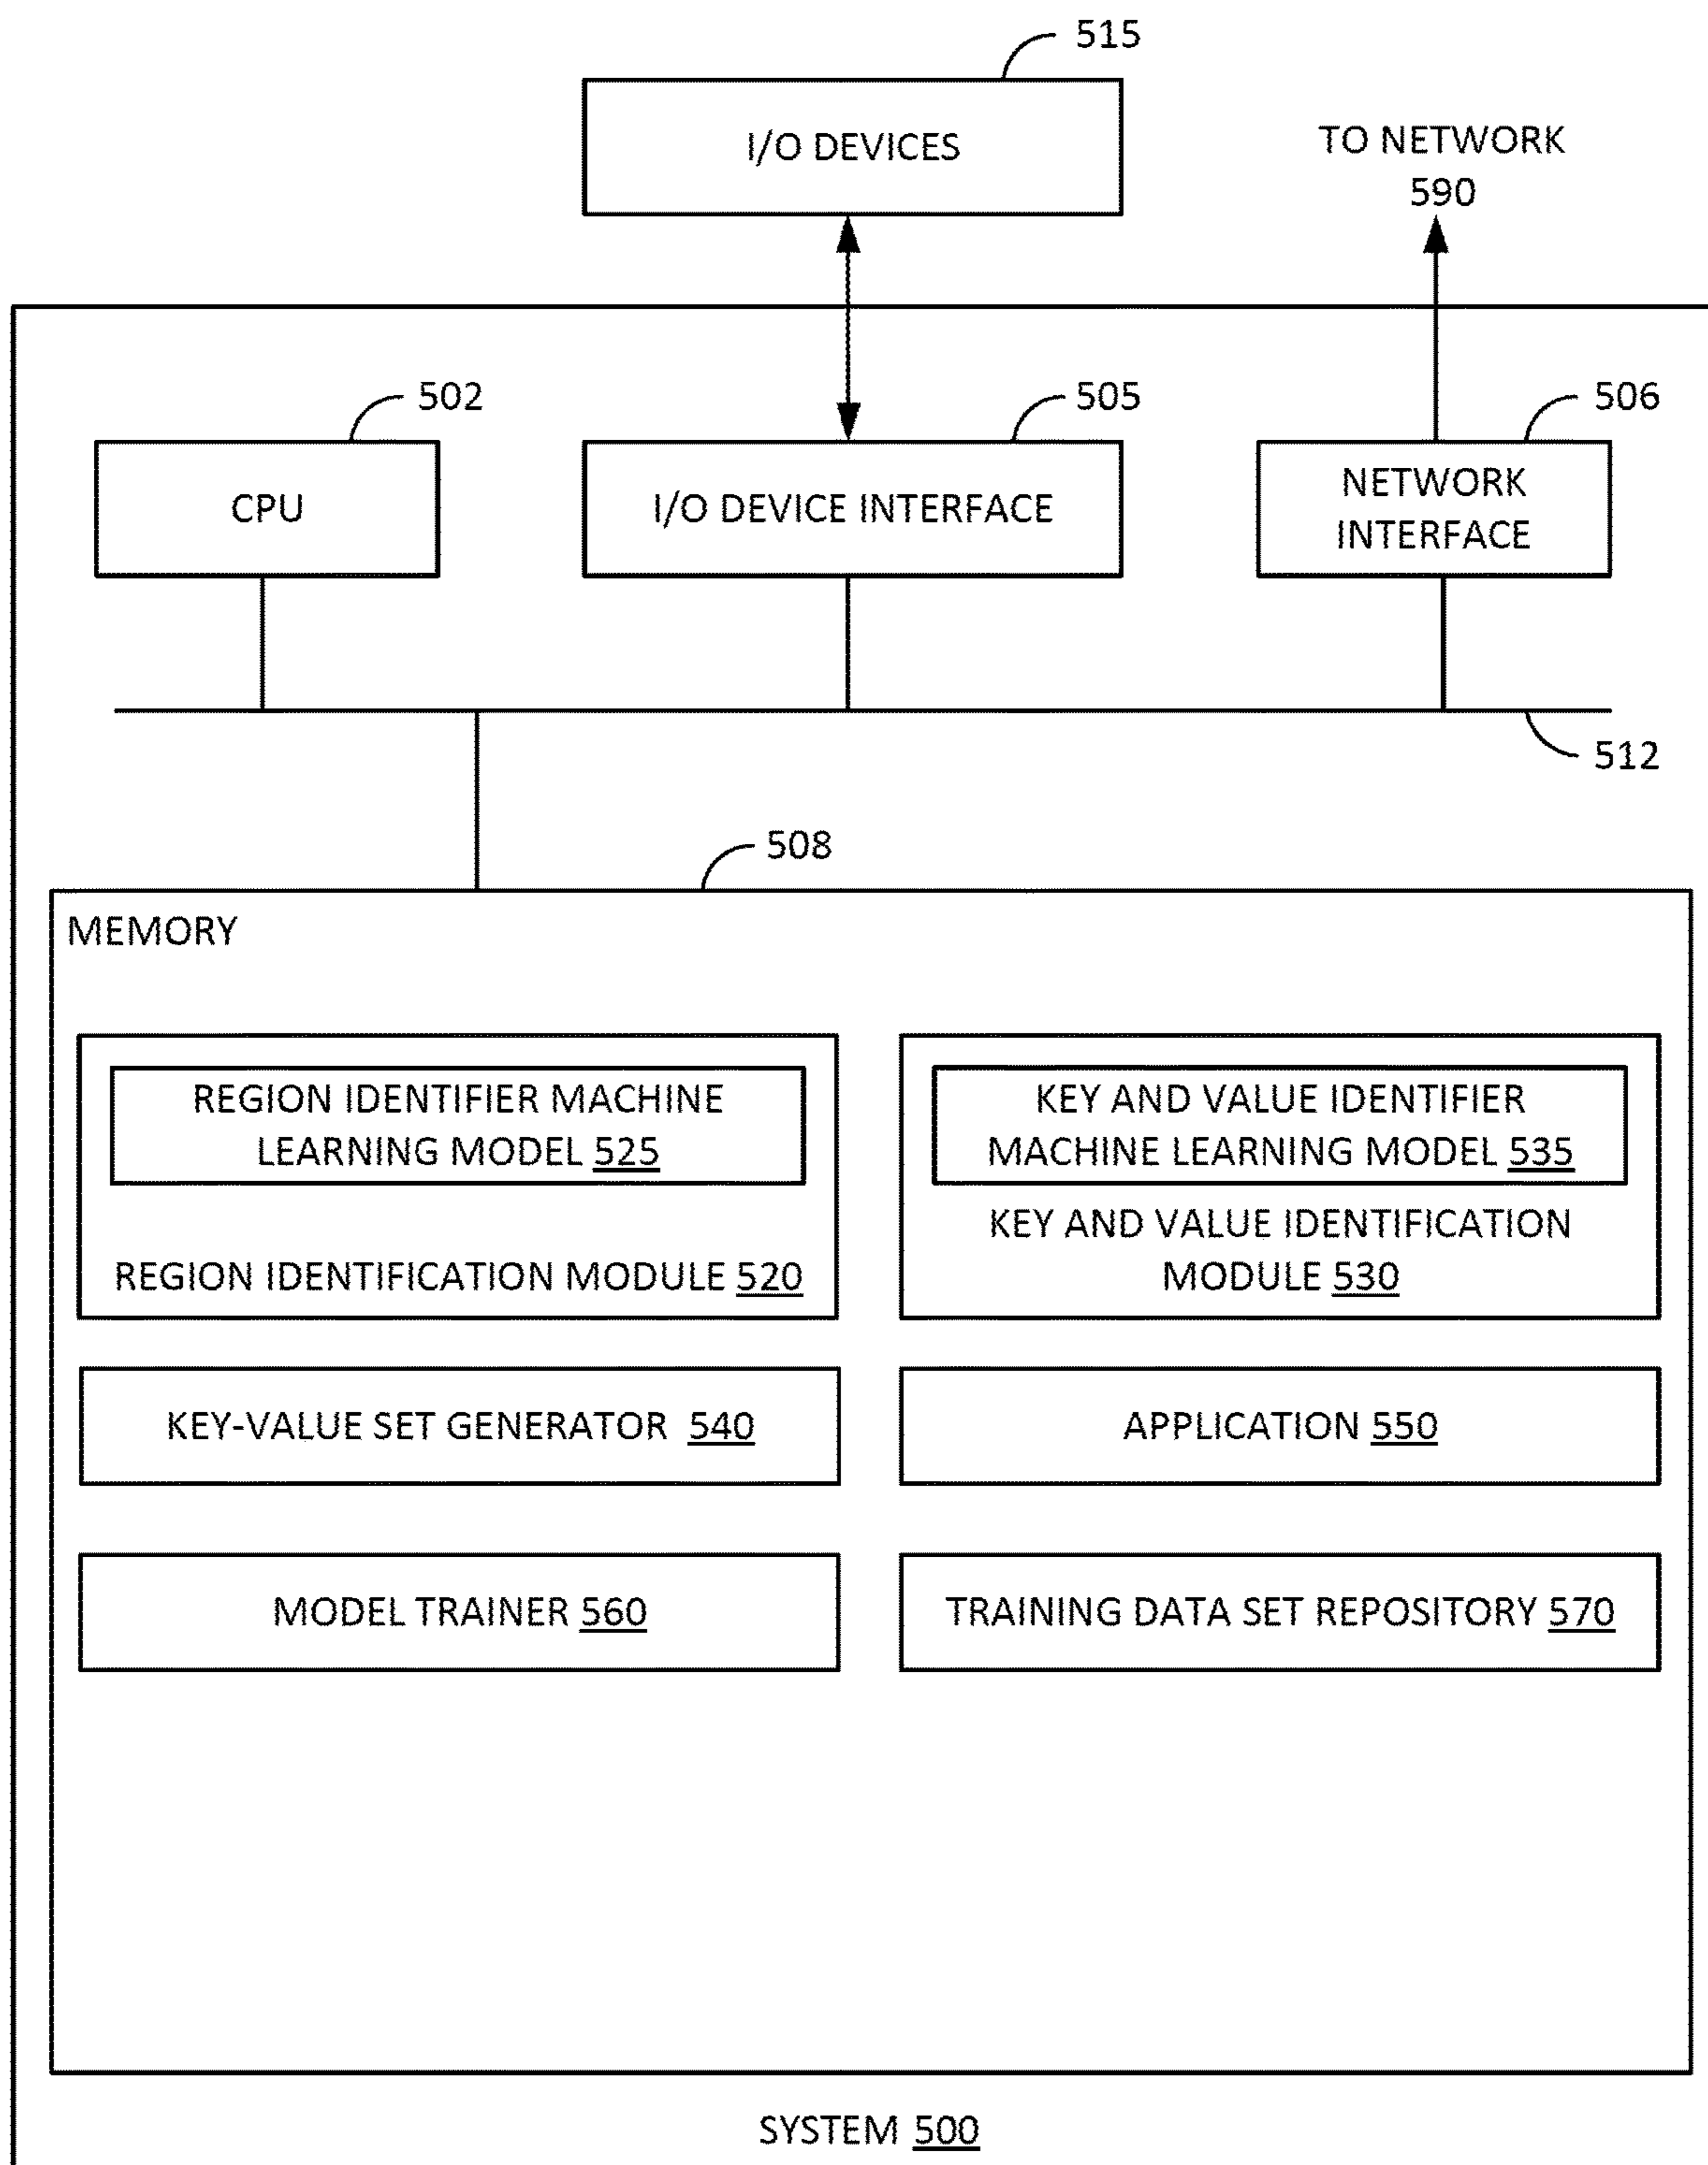 515
I/O DEVICES
TO NETWORK
590
502
505
506
CPU
I/O DEVICE INTERFACE
NETWORK
INTERFACE
512
508
MEMORY
REGION IDENTIFIER MACHINE
LEARNING MODEL 525
REGION IDENTIFICATION MODULE 520
KEY AND VALUE IDENTIFIER
MACHINE LEARNING MODEL 535
KEY AND VALUE IDENTIFICATION
MODULE 530
KEY-VALUE SET GENERATOR 540
APPLICATION 550
MODEL TRAINER 560
TRAINING DATA SET REPOSITORY 570
SYSTEM 500